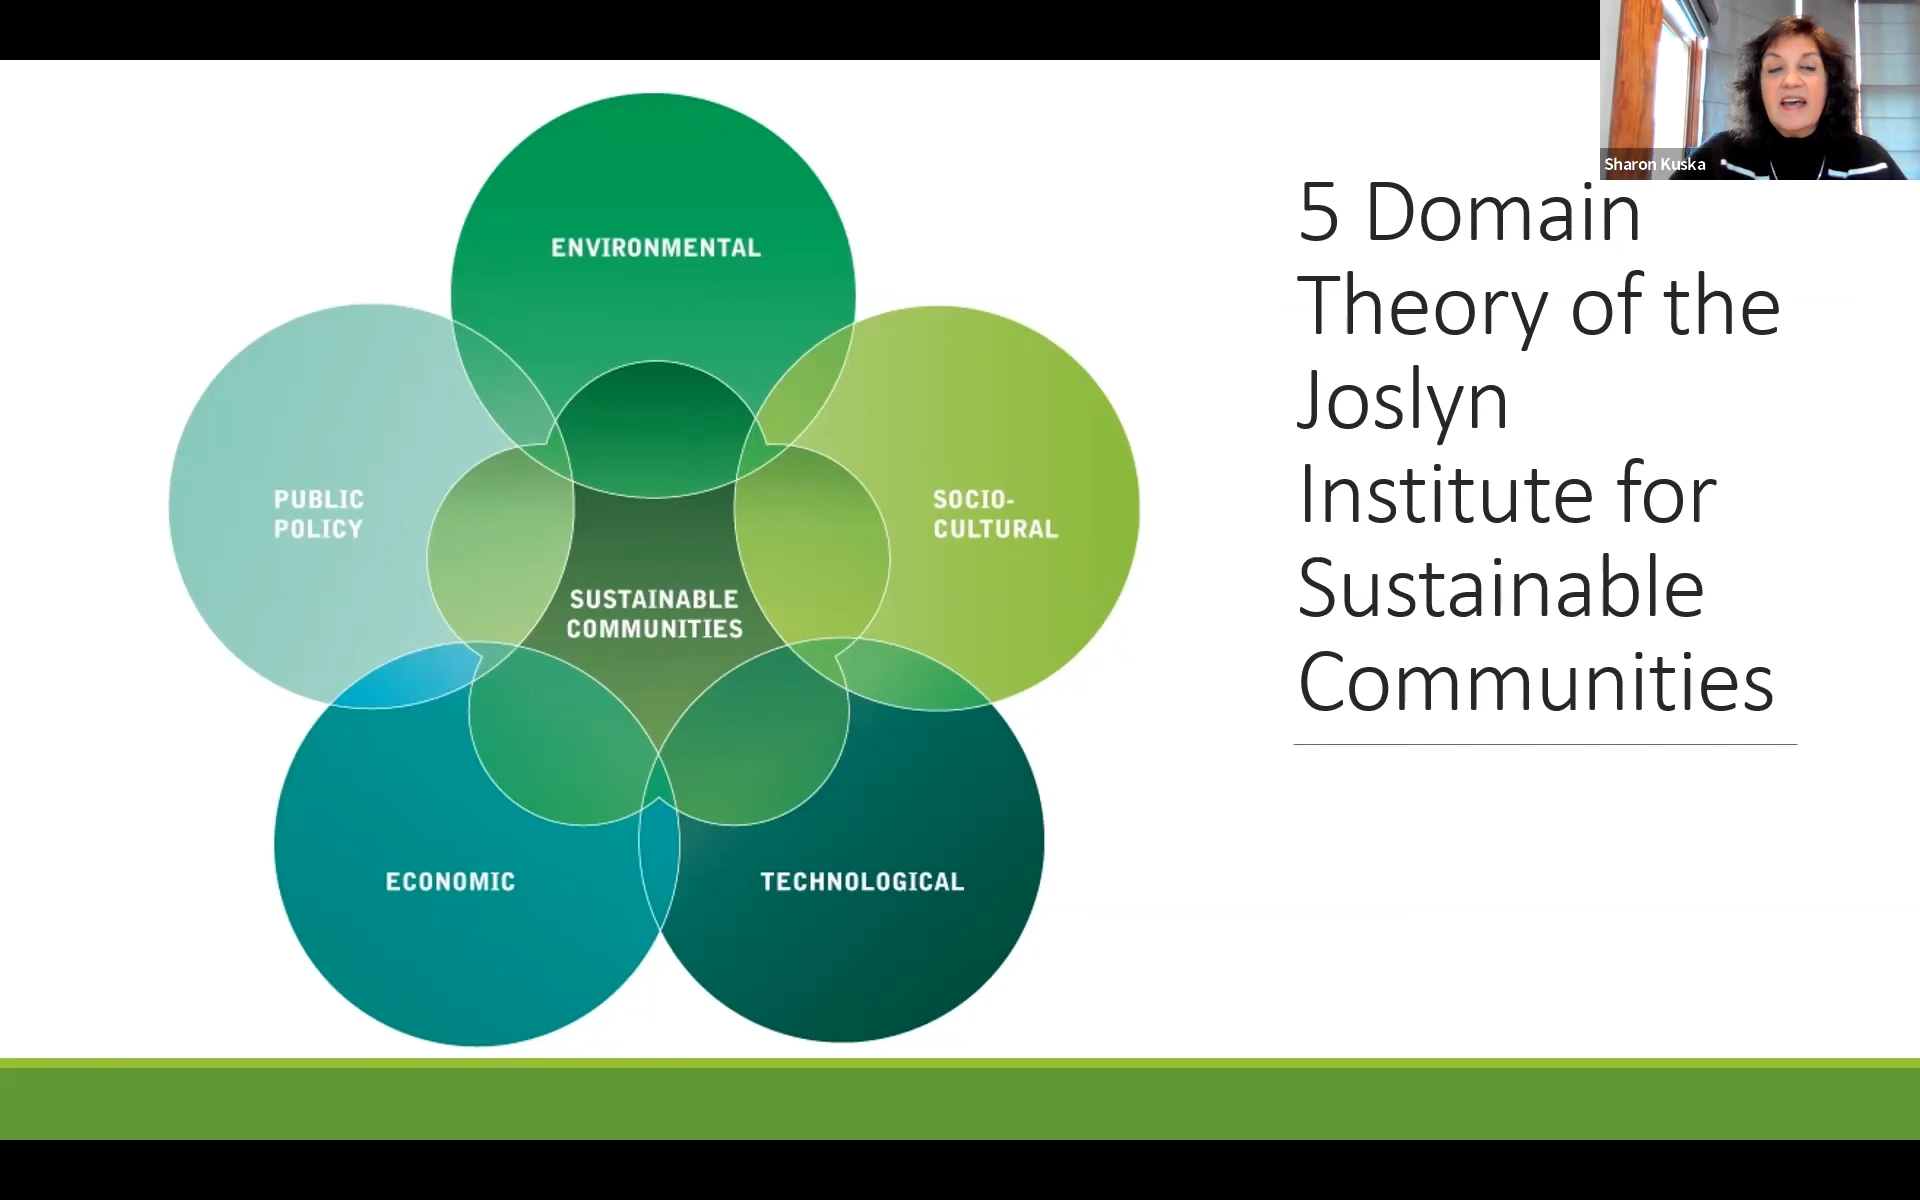 Sharon Kuska
5 Domain
Theory of the
Joslyn
Institute for
Sustainable
Communities
ENVIRONMENTAL
PUBLIC
POLICY
SOCIO-
CULTURAL
SUSTAINABLE
COMMUNITIES
ECONOMIC
TECHNOLOGICAL